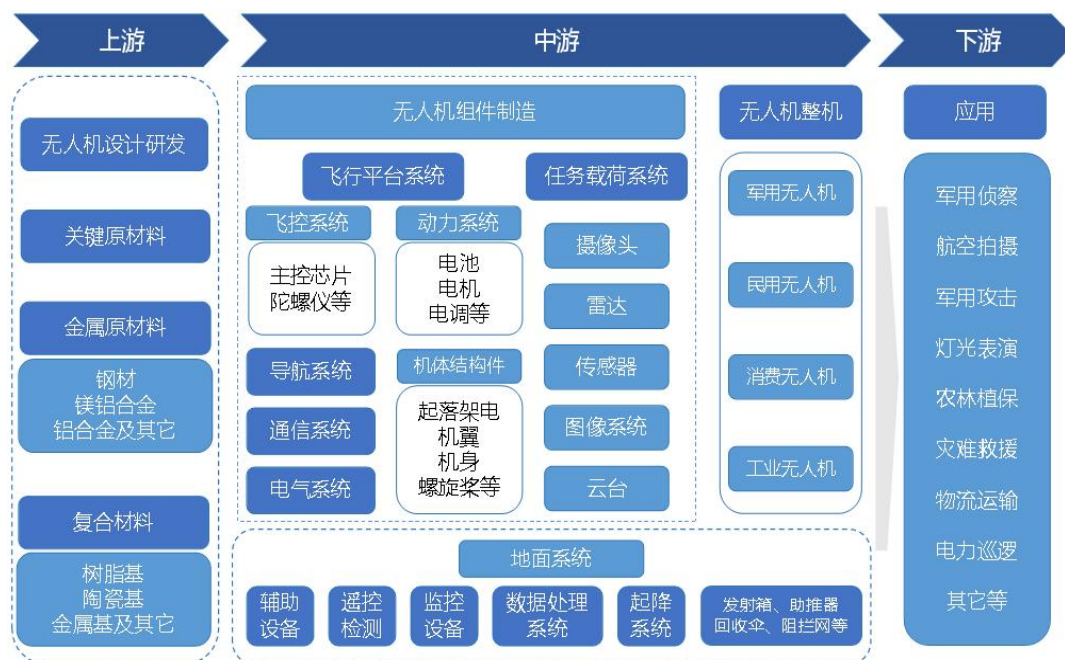 上游
中游
下游
无人机设计研发
关键原材料
金属原材料
钢材
镁铝合金
铝合金及其它
复合材料
树脂基
陶瓷基
金属基及其它
无人机组件制造
飞行平台系统
任务载荷系统
飞控系统
主控芯片
陀螺仪等
动力系统
电池
电机
电调等
导航系统
通信系统
电气系统
机体结构件
起落架电
机翼
机身
螺旋桨等
摄像头
雷达
传感器
图像系统
云台
无人机整机
军用无人机
民用无人机
消费无人机
工业无人机
地面系统
辅助
设备
遥控
检测
监控
设备
数据处理
系统
起降
系统
发射箱、助推器
回收伞、阻拦网等
应用
军用侦察
航空拍摄
军用攻击
灯光表演
农林植保
灾难救援
物流运输
电力巡逻
其它等